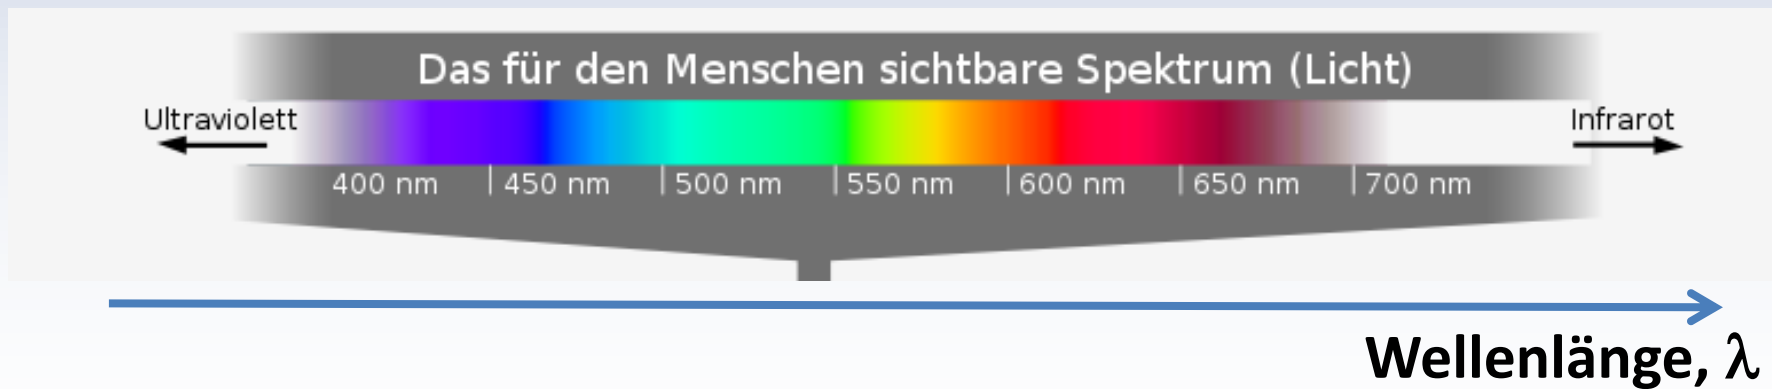 Das für den Menschen sichtbare Spektrum (Licht)
Ultraviolett
Infrarot
400 nm 450 nm 500 nm 550 nm 600 nm 650 nm 700 nm
Wellenlänge, λ